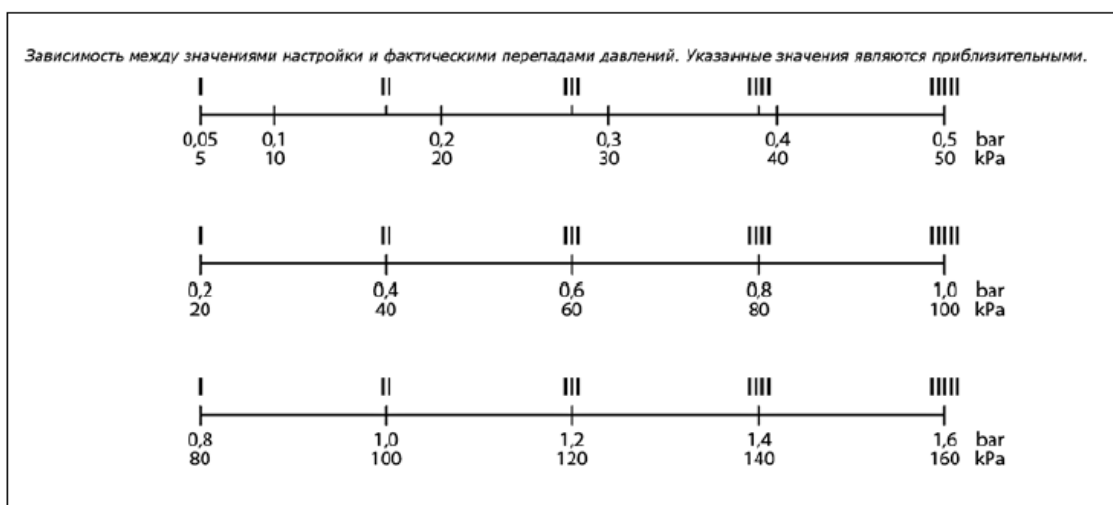 Зависимость между значениями настройки и фактическими перепадами давлений. Указанные значения являются приблизительными.
I II III IIII IIIII
0,05 0,1 0,2 0,3 0,4 0,5 bar
5 10 20 30 40 50 kPa
I II III IIII IIIII
0,2 0,4 0,6 0,8 1,0 bar
20 40 60 80 100 kPa
I II III IIII IIIII
0,8 1,0 1,2 1,4 1,6 bar
80 100 120 140 160 kPa